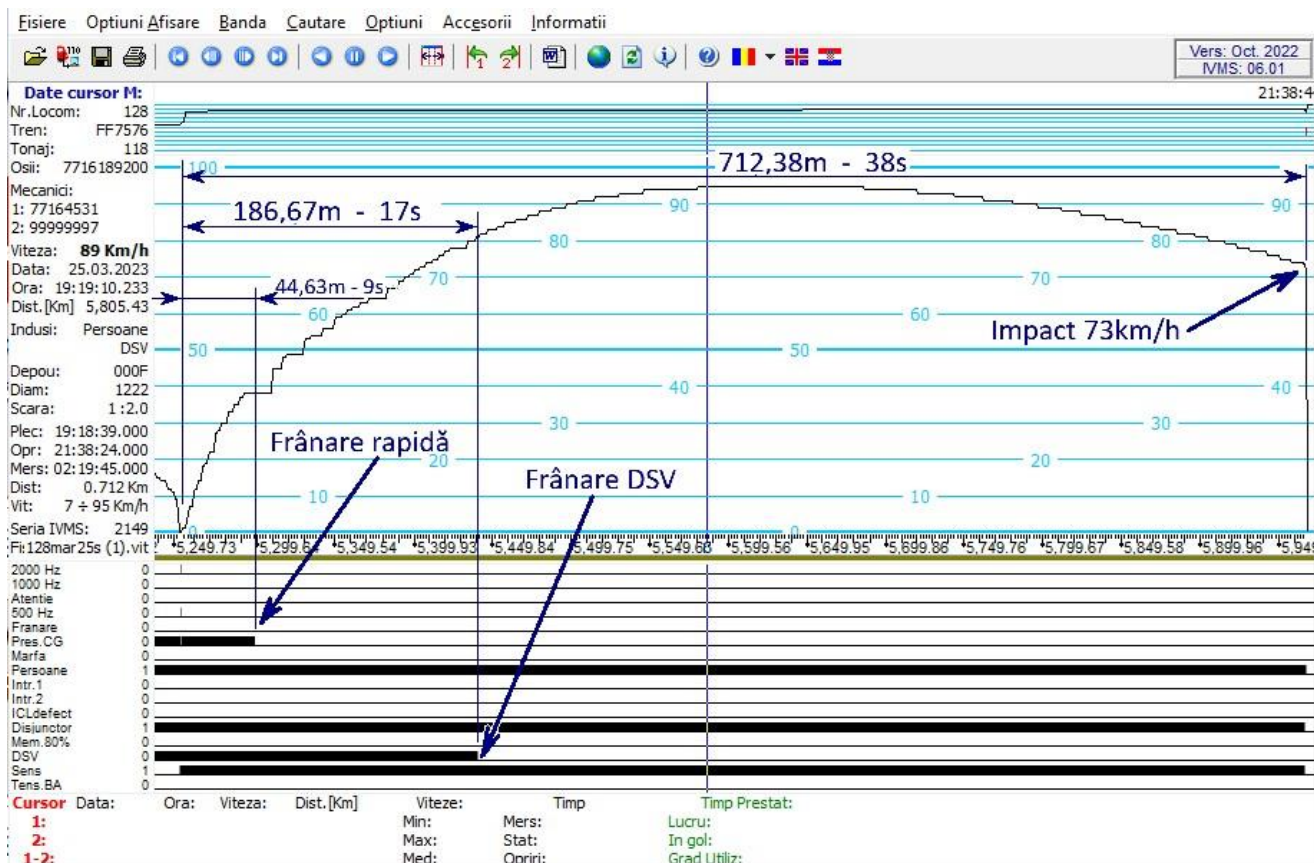 Fisiere Optiuni Afisare Banda Cautare Optiuni Accesorii Informatii
Vers: Oct. 2022
IVMS: 06.01
Date cursor M:
21:38:4
Nr.Locom: 128
Tren: FF7576
Tonaj: 118
Osii: 7716189200
Mecanici:
1: 77164531
2: 99999997
Viteza: 89 Km/h
Data: 25.03.2023
Ora: 19:19:10.233
Dist.[Km] 5,805.43
Indusi: Persoane
DSV
Depou: 000F
Diam: 1222
Scara: 1:2.0
Plec: 19:18:39.000
Opr: 21:38:24.000
Mers: 02:19:45.000
Dist: 0.712 Km
Vit: 7 ÷ 95 Km/h
Seria IVMS: 2149
100
712,38m - 38s
186,67m - 17s
90 90
80 80
70 70
44,63m - 9s
60 60
Impact 73km/h
50 50
40 40
30 30
Frânare rapidă
20 20
Frânare DSV
10 10
0 0
Fi:128mar25s (1).vit 5,249.73 5,299.64 5,349.54 5,399.93 5,449.84 5,499.75 5,549.66 5,599.56 5,649.95 5,699.86 5,749.76 5,799.67 5,849.58 5,899.96 5,949
2000 Hz 0
1000 Hz 0
Atentie 0
500 Hz 0
Franare 0
Pres.CG 0
Marfa 0
Persoane 1
Intr.1 0
Intr.2 0
ICLdefect 0
Disjunctor 1
Mem.80% 0
DSV 0
Sens 1
Tens.BA 0
Cursor Data: Ora: Viteza: Dist.[Km] Viteze: Timp Timp Prestat:
1: Min: Mers: Lucru:
2: Max: Stat: In gol:
1-2: Med: Opriri: Grad Utiliz: